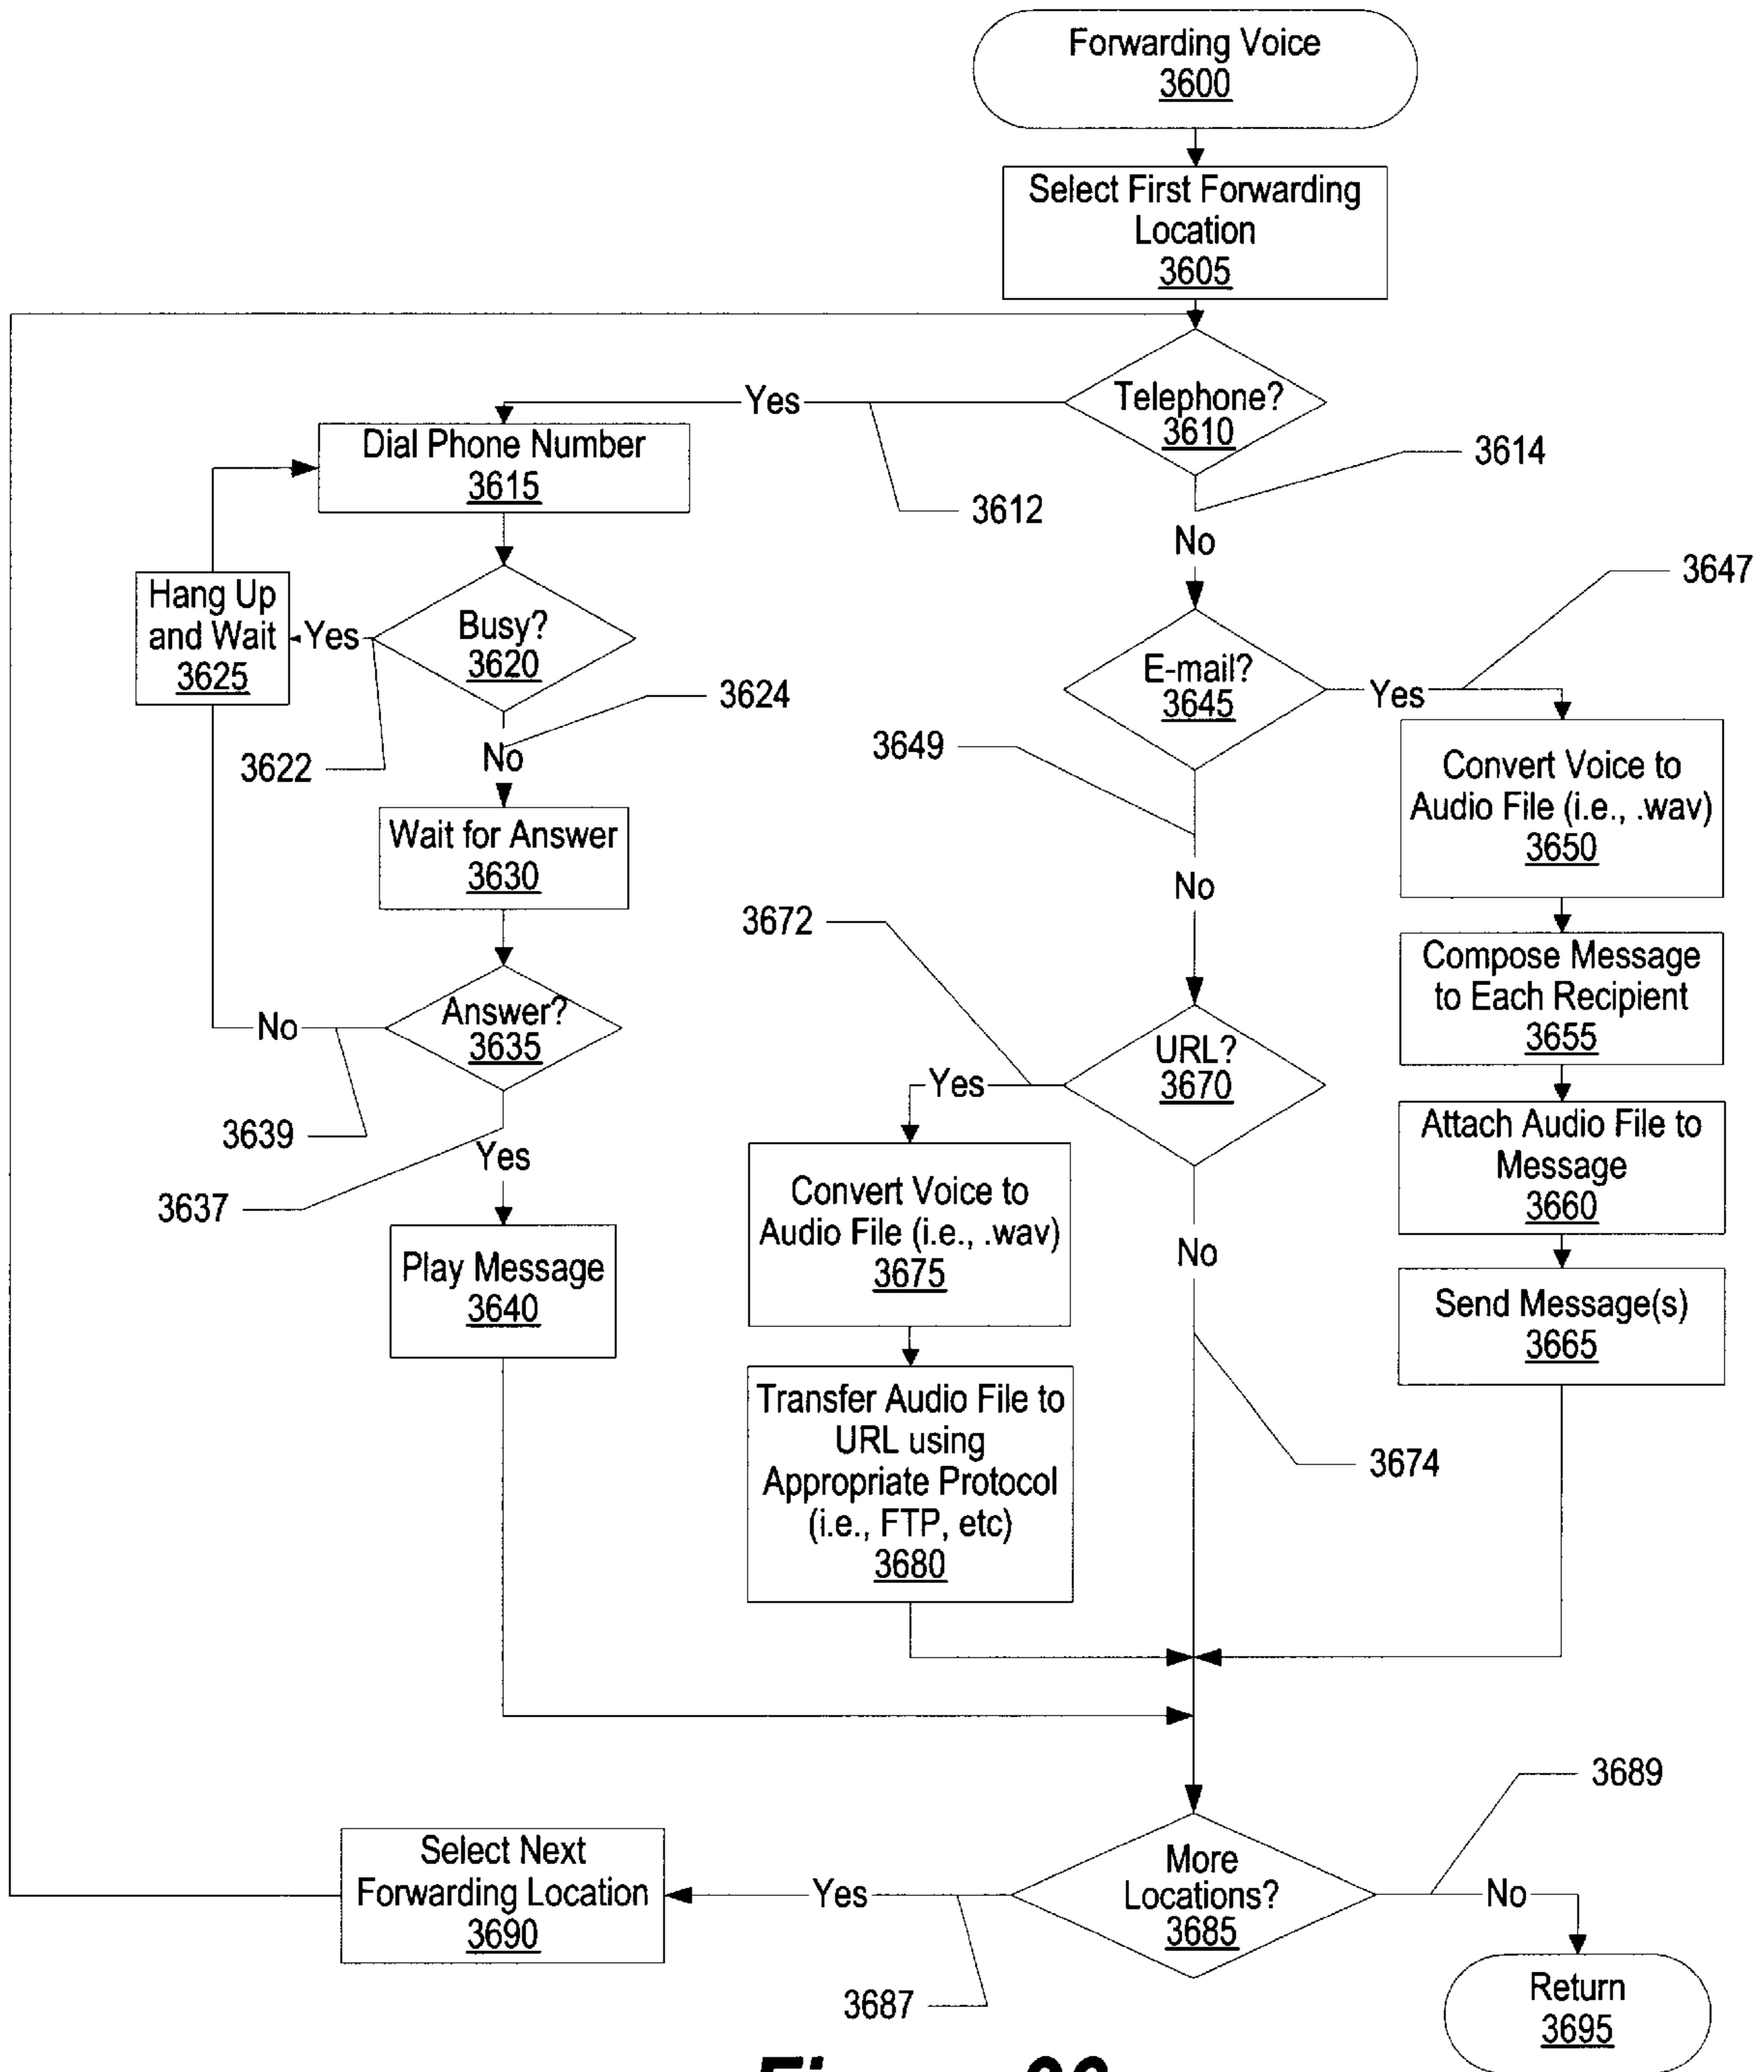 Forwarding Voice
3600
Select First Forwarding
Location
3605
Telephone?
3610
Yes
3612
3614
No
Dial Phone Number
3615
Busy?
3620
Yes
Hang Up
and Wait
3625
3622
3624
No
Wait for Answer
3630
Answer?
3635
No
3639
3637
Yes
Play Message
3640
E-mail?
3645
Yes
3647
3649
No
Convert Voice to
Audio File (i.e., .wav)
3650
Compose Message
to Each Recipient
3655
Attach Audio File to
Message
3660
Send Message(s)
3665
URL?
3670
3672
Yes
Convert Voice to
Audio File (i.e., .wav)
3675
Transfer Audio File to
URL using
Appropriate Protocol
(i.e., FTP, etc)
3680
No
3674
More
Locations?
3685
Yes
3687
Select Next
Forwarding Location
3690
3689
No
Return
3695